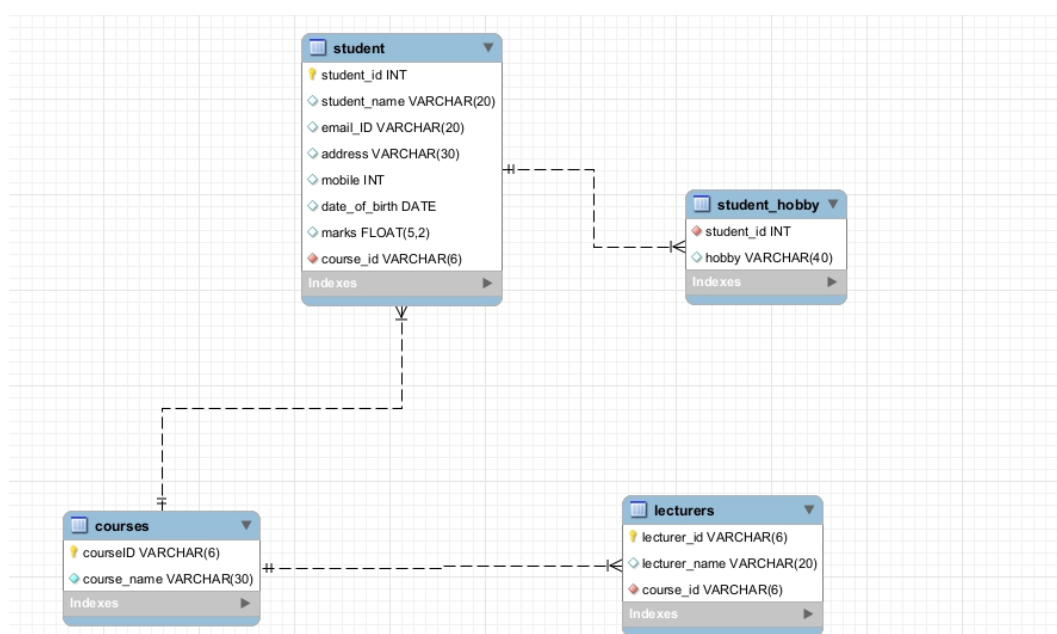 student
student_id INT
student_name VARCHAR(20)
email_ID VARCHAR(20)
address VARCHAR(30)
mobile INT
date_of_birth DATE
marks FLOAT(5,2)
course_id VARCHAR(6)
Indexes
student_hobby
student_id INT
hobby VARCHAR(40)
Indexes
courses
courseID VARCHAR(6)
course_name VARCHAR(30)
Indexes
lecturers
lecturer_id VARCHAR(6)
lecturer_name VARCHAR(20)
course_id VARCHAR(6)
Indexes